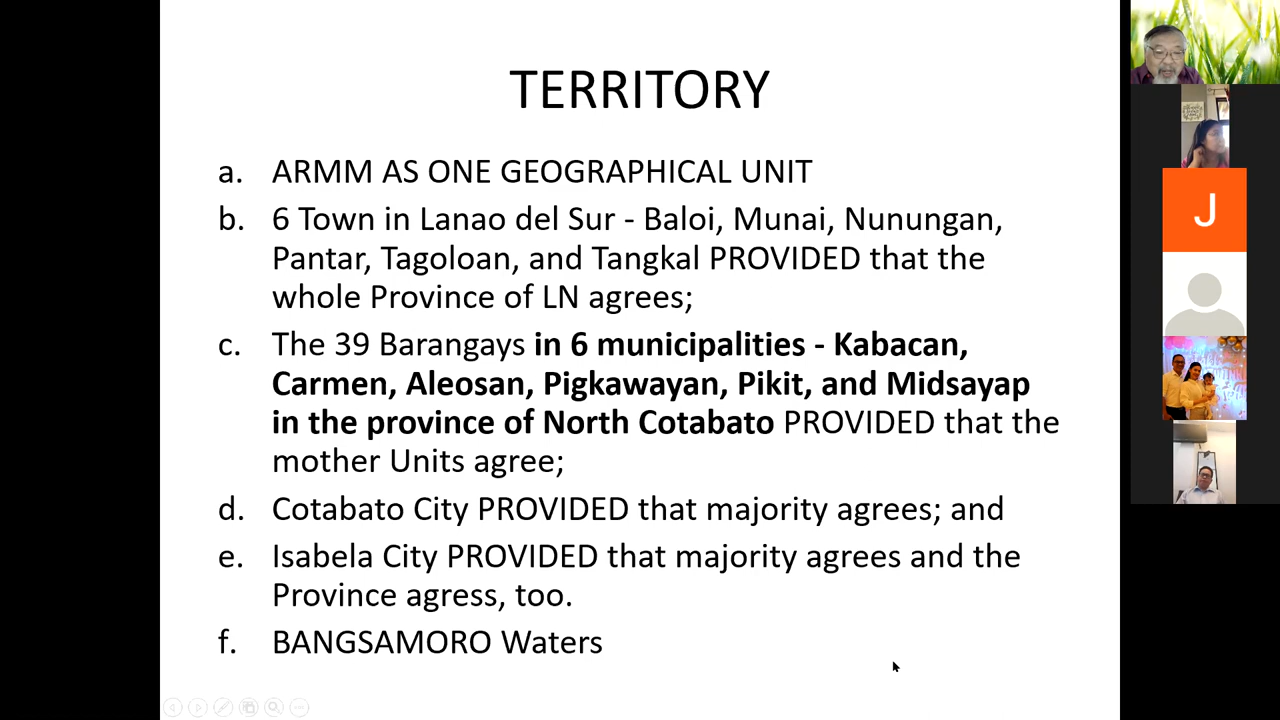 TERRITORY
a. ARMM AS ONE GEOGRAPHICAL UNIT
b. 6 Town in Lanao del Sur - Baloi, Munai, Nunungan,
Pantar, Tagoloan, and Tangkal PROVIDED that the
whole Province of LN agrees;
c. The 39 Barangays in 6 municipalities - Kabacan,
Carmen, Aleosan, Pigkawayan, Pikit, and Midsayap
in the province of North Cotabato PROVIDED that the
mother Units agree;
d. Cotabato City PROVIDED that majority agrees; and
e. Isabela City PROVIDED that majority agrees and the
Province agress, too.
f. BANGSAMORO Waters
J